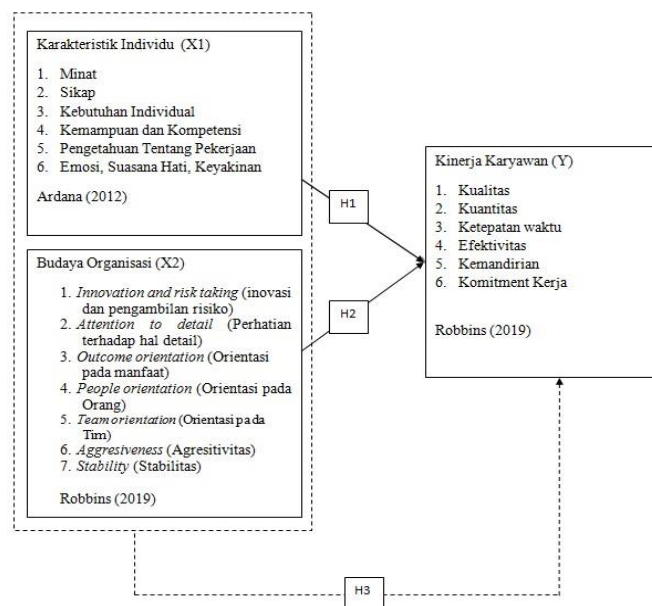 Karakteristik Individu (X1)
1. Minat
2. Sikap
3. Kebutuhan Individual
4. Kemampuan dan Kompetensi
5. Pengetahuan Tentang Pekerjaan
6. Emosi, Suasana Hati, Keyakinan
Ardana (2012)
H1
Budaya Organisasi (X2)
1. Innovation and risk taking (inovasi
dan pengambilan risiko)
2. Attention to detail (Perhatian
terhadap hal detail)
3. Outcome orientation (Orientasi
pada manfaat)
4. People orientation (Orientasi pada
Orang)
5. Team orientation (Orientasi pada
Tim)
6. Aggresiveness (Agresitivitas)
7. Stability (Stabilitas)
Robbins (2019)
H2
Kinerja Karyawan (Y)
1. Kualitas
2. Kuantitas
3. Ketepatan waktu
4. Efektivitas
5. Kemandirian
6. Komitment Kerja
Robbins (2019)
H3